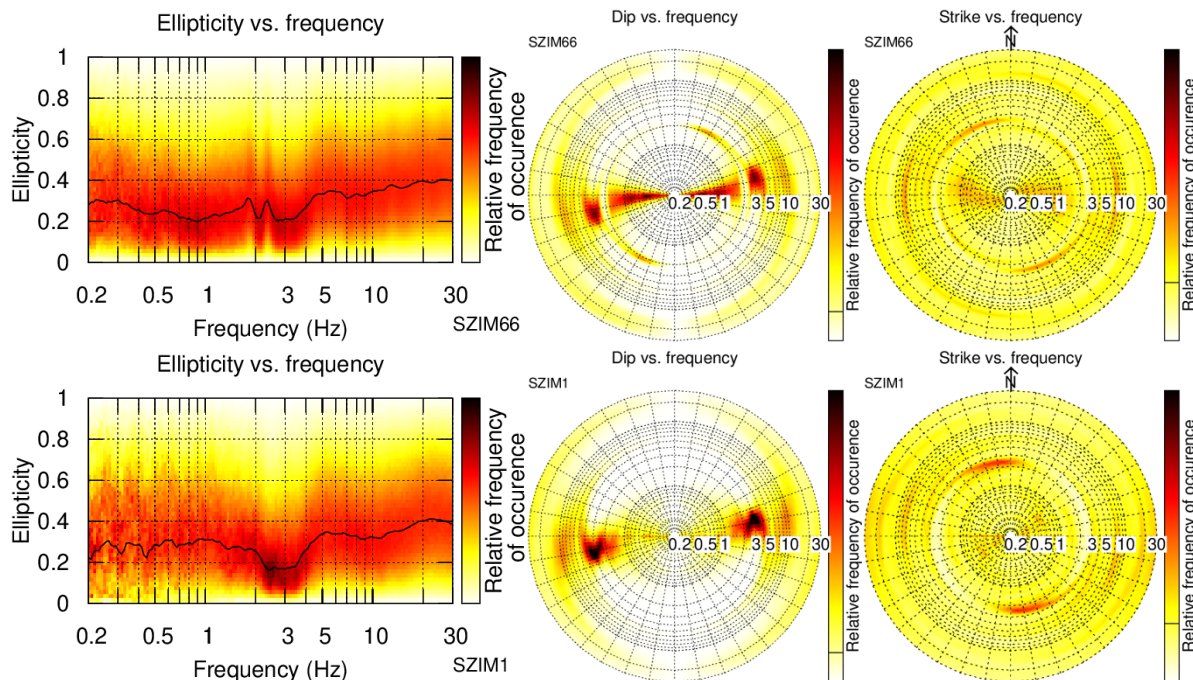 Ellipticity vs. frequency
Ellipticity
1
0.8
0.6
0.4
0.2
0
0.2 0.5 1 3 5 10 30
Frequency (Hz)
SZIM66
Relative frequency
of occurence
Dip vs. frequency
SZIM66
0.2 0.5 1 3 5 10 30
Relative frequency of occurence
Strike vs. frequency
SZIM66
N
0.2 0.5 1 3 5 10 30
Relative frequency of occurence
Ellipticity vs. frequency
Ellipticity
1
0.8
0.6
0.4
0.2
0
0.2 0.5 1 3 5 10 30
Frequency (Hz)
SZIM1
Relative frequency
of occurence
Dip vs. frequency
SZIM1
0.2 0.5 1 3 5 10 30
Relative frequency of occurence
Strike vs. frequency
SZIM1
N
0.2 0.5 1 3 5 10 30
Relative frequency of occurence